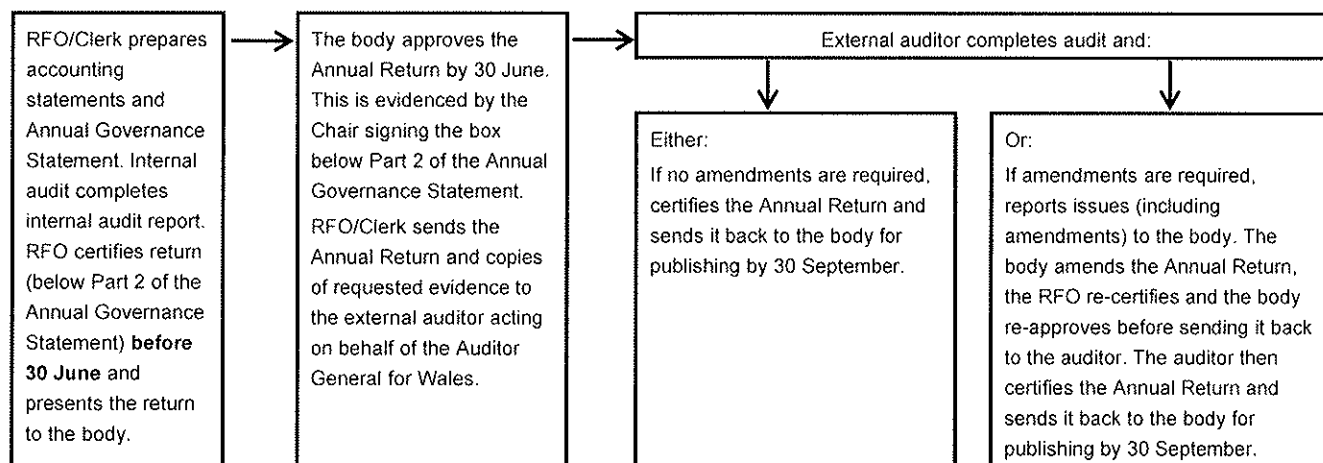 RFO/Clerk prepares
accounting
statements and
Annual Governance
Statement. Internal
audit completes
internal audit report.
RFO certifies return
(below Part 2 of the
Annual Governance
Statement) before
30 June and
presents the return
to the body.
The body approves the
Annual Return by 30 June.
This is evidenced by the
Chair signing the box
below Part 2 of the Annual
Governance Statement.
RFO/Clerk sends the
Annual Return and copies
of requested evidence to
the external auditor acting
on behalf of the Auditor
General for Wales.
External auditor completes audit and:
Either:
If no amendments are required,
certifies the Annual Return and
sends it back to the body for
publishing by 30 September.
Or:
If amendments are required,
reports issues (including
amendments) to the body. The
body amends the Annual Return,
the RFO re-certifies and the body
re-approves before sending it back
to the auditor. The auditor then
certifies the Annual Return and
sends it back to the body for
publishing by 30 September.